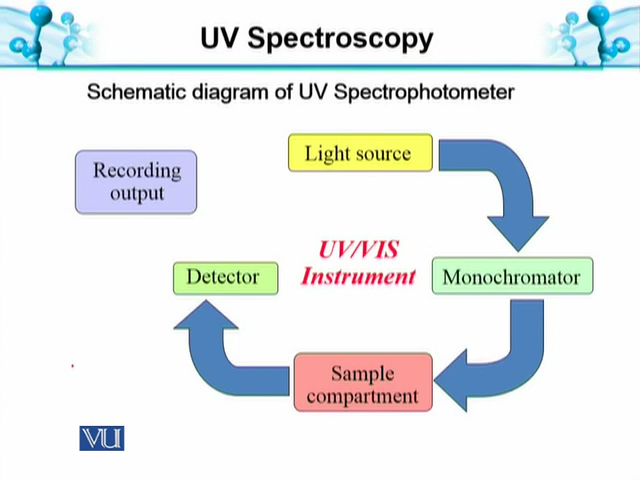 UV Spectroscopy
Schematic diagram of UV Spectrophotometer
Light source
Recording
output
UV/VIS
Instrument
Detector
Monochromator
Sample
compartment
VU